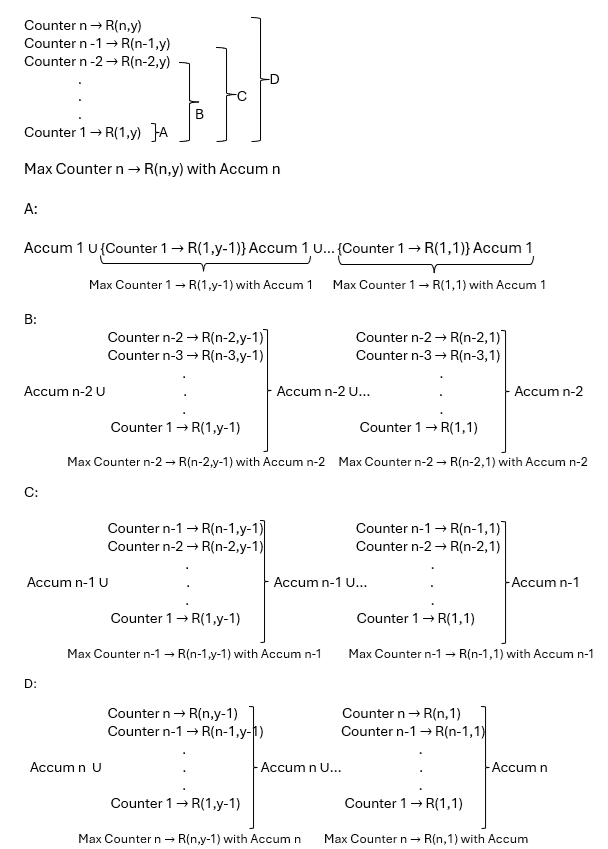 Counter n → R(n,y)
Counter n -1 → R(n-1,y)
Counter n -2 → R(n-2,y)
.
.
.
Counter 1 → R(1,y) A
B
C
D
Max Counter n → R(n,y) with Accum n
A:
Accum 1 ∪ {Counter 1 → R(1,y-1)} Accum 1 ∪... {Counter 1 → R(1,1)} Accum 1
Max Counter 1 → R(1,y-1) with Accum 1 Max Counter 1 → R(1,1) with Accum 1
B:
Counter n-2 → R(n-2,y-1) Counter n-2 → R(n-2,1)
Counter n-3 → R(n-3,y-1) Counter n-3 → R(n-3,1)
. .
Accum n-2 ∪ . Accum n-2 ∪... . Accum n-2
. .
Counter 1 → R(1,y-1) Counter 1 → R(1,1)
Max Counter n-2 → R(n-2,y-1) with Accum n-2 Max Counter n-2 → R(n-2,1) with Accum n-2
C:
Counter n-1 → R(n-1,y-1) Counter n-1 → R(n-1,1)
Counter n-2 → R(n-2,y-1) Counter n-2 → R(n-2,1)
. .
Accum n-1 ∪ . Accum n-1 ∪... . Accum n-1
. .
Counter 1 → R(1,y-1) Counter 1 → R(1,1)
Max Counter n-1 → R(n-1,y-1) with Accum n-1 Max Counter n-1 → R(n-1,1) with Accum n-1
D:
Counter n → R(n,y-1) Counter n → R(n,1)
Counter n-1 → R(n-1,y-1) Counter n-1 → R(n-1,1)
. .
Accum n ∪ . Accum n ∪... . Accum n
. .
Counter 1 → R(1,y-1) Counter 1 → R(1,1)
Max Counter n → R(n,y-1) with Accum n Max Counter n → R(n,1) with Accum